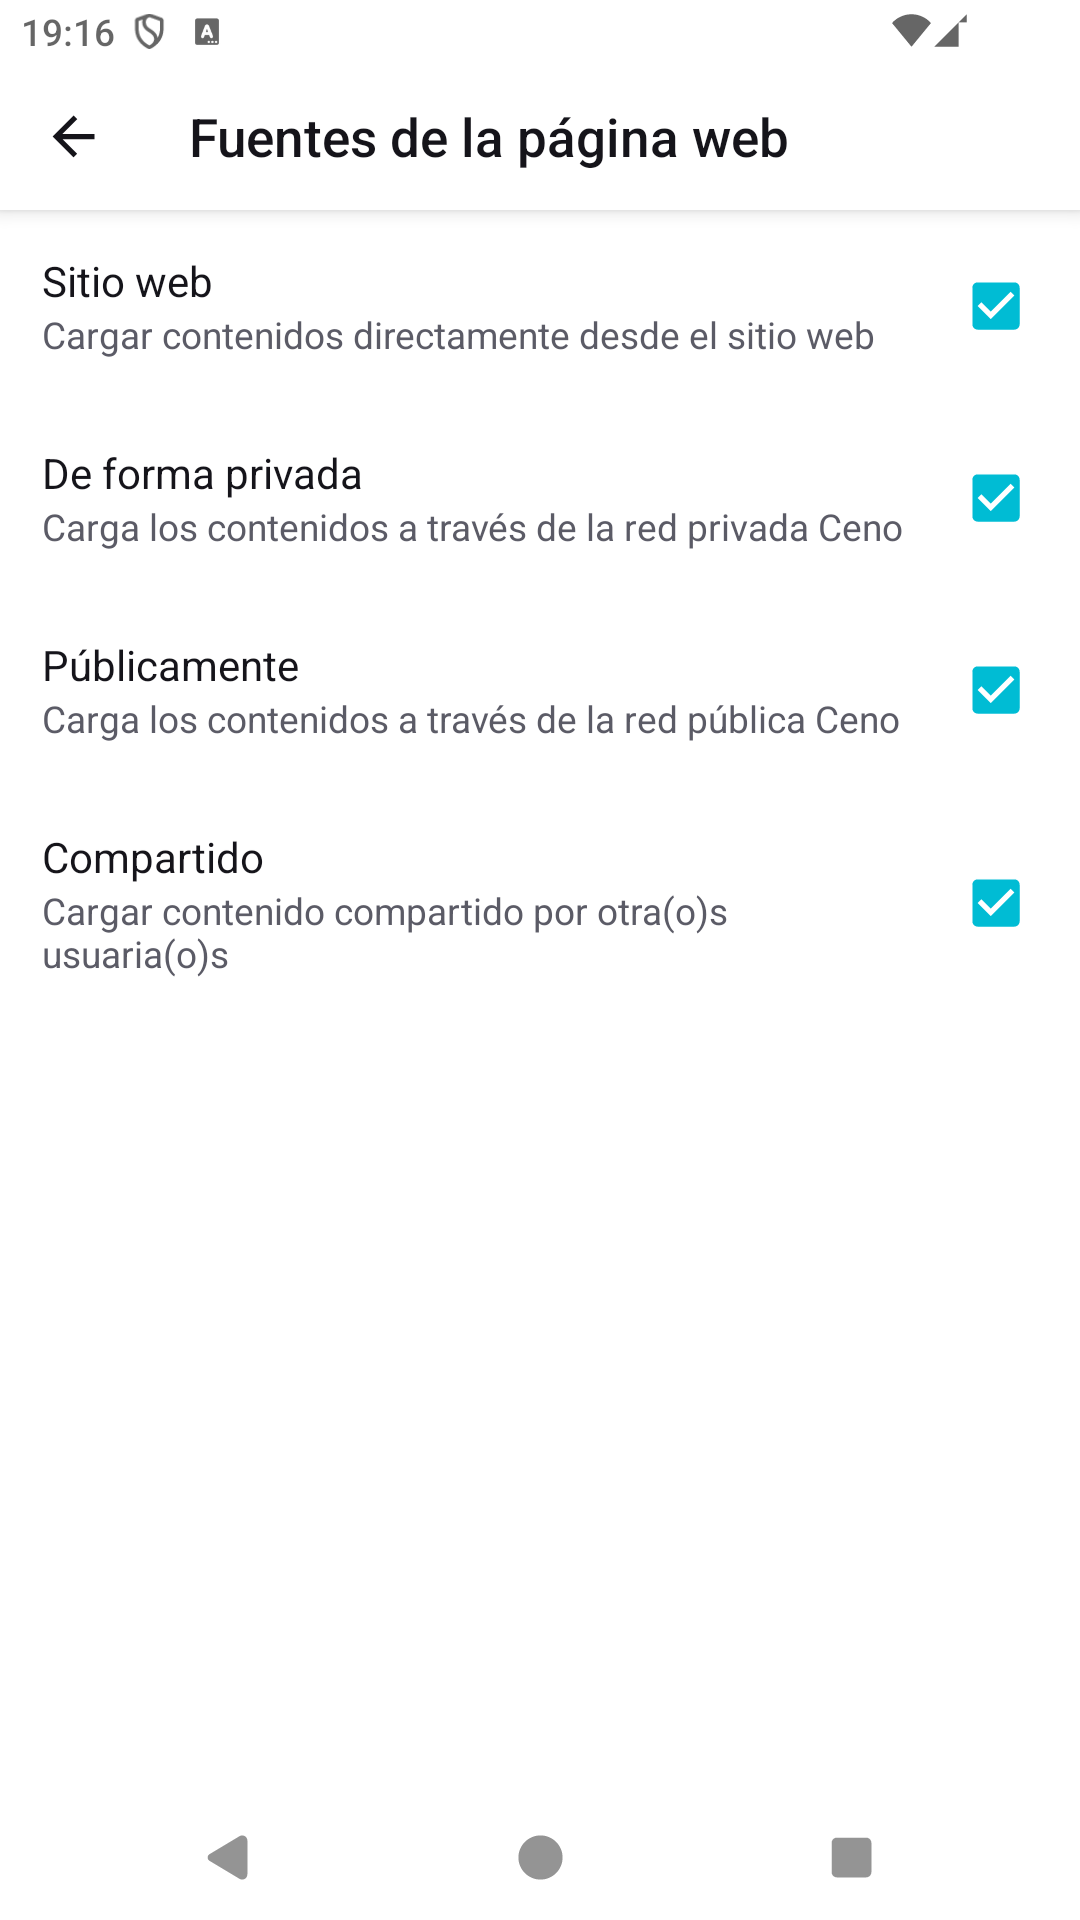 19:16
Fuentes de la página web
Sitio web
Cargar contenidos directamente desde el sitio web
De forma privada
Carga los contenidos a través de la red privada Ceno
Públicamente
Carga los contenidos a través de la red pública Ceno
Compartido
Cargar contenido compartido por otra(o)s
usuaria(o)s